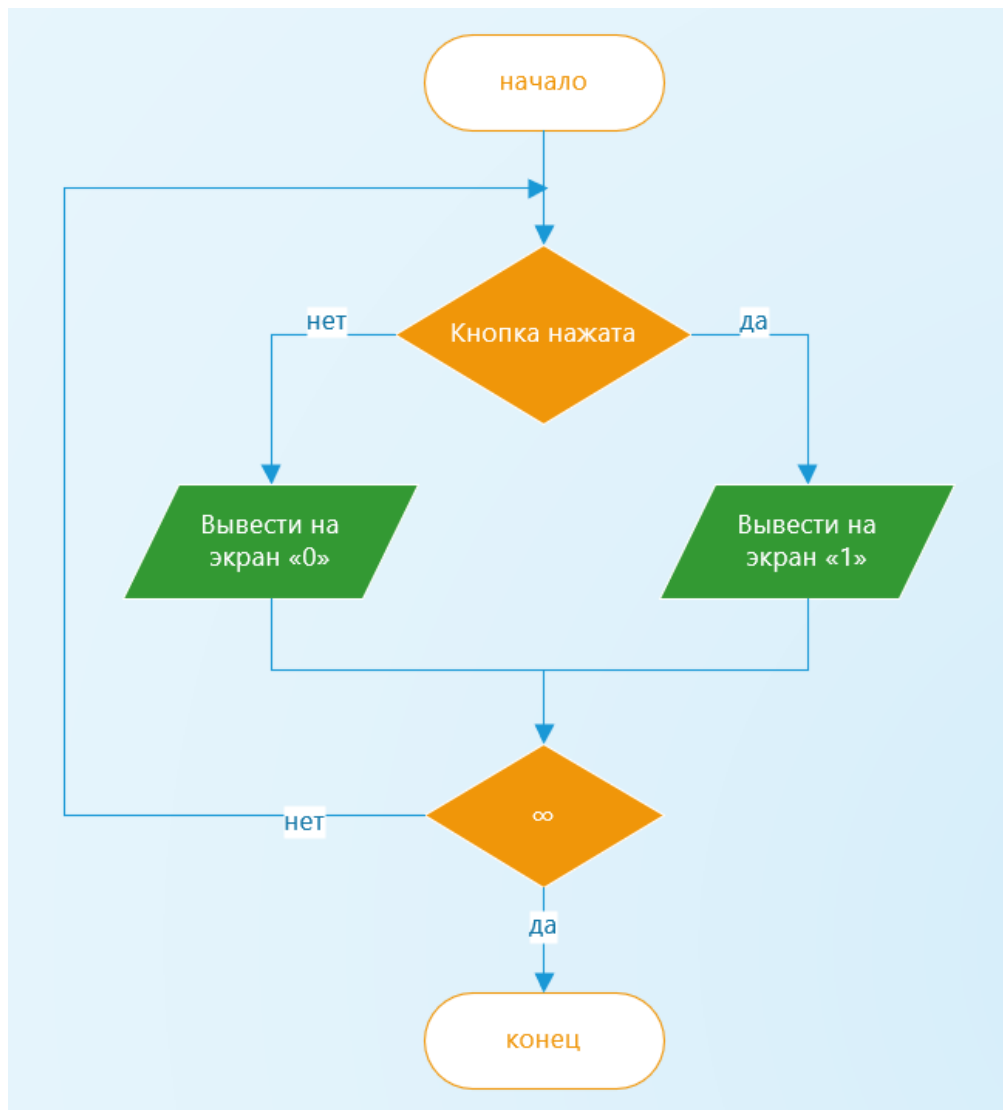 начало
Кнопка нажата
нет
да
Вывести на
экран «0»
Вывести на
экран «1»
∞
нет
да
конец